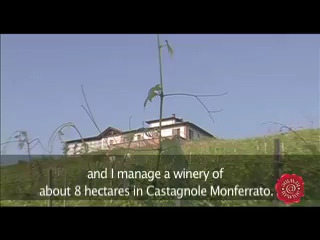 and I manage a winery of
about 8 hectares in Castagnole Monferrato.